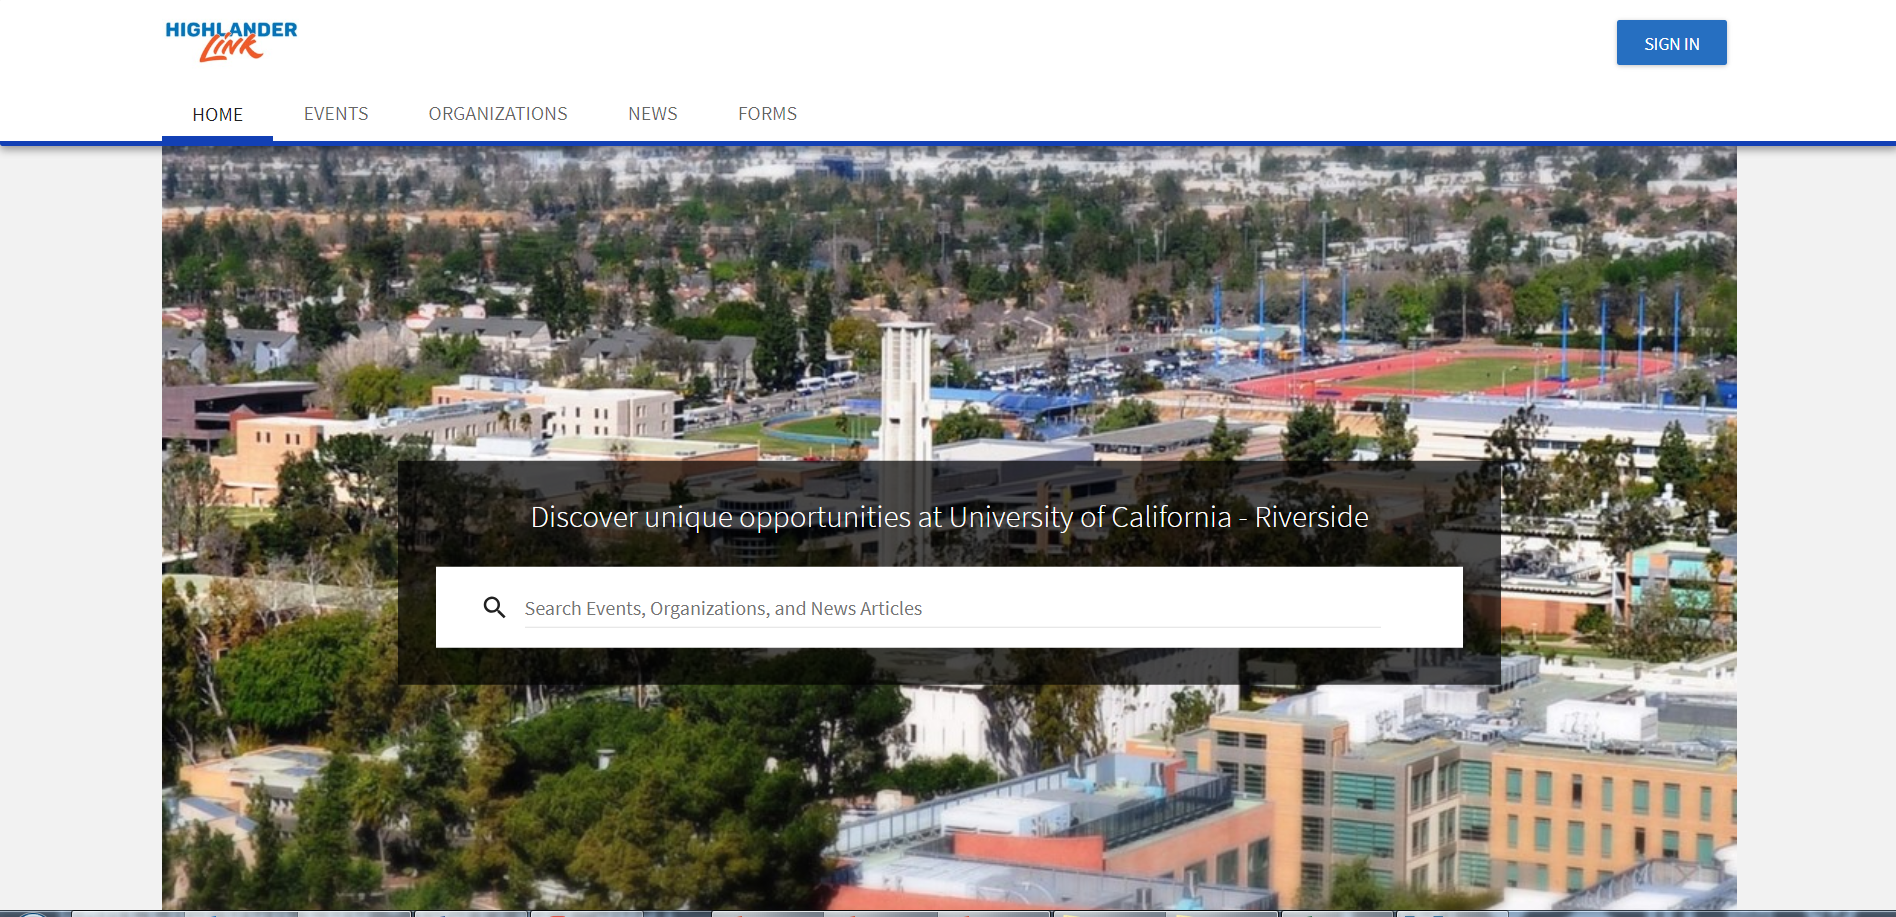 HIGHLANDER
Link
SIGN IN
HOME
EVENTS
ORGANIZATIONS
NEWS
FORMS
Discover unique opportunities at University of California - Riverside
Search Events, Organizations, and News Articles